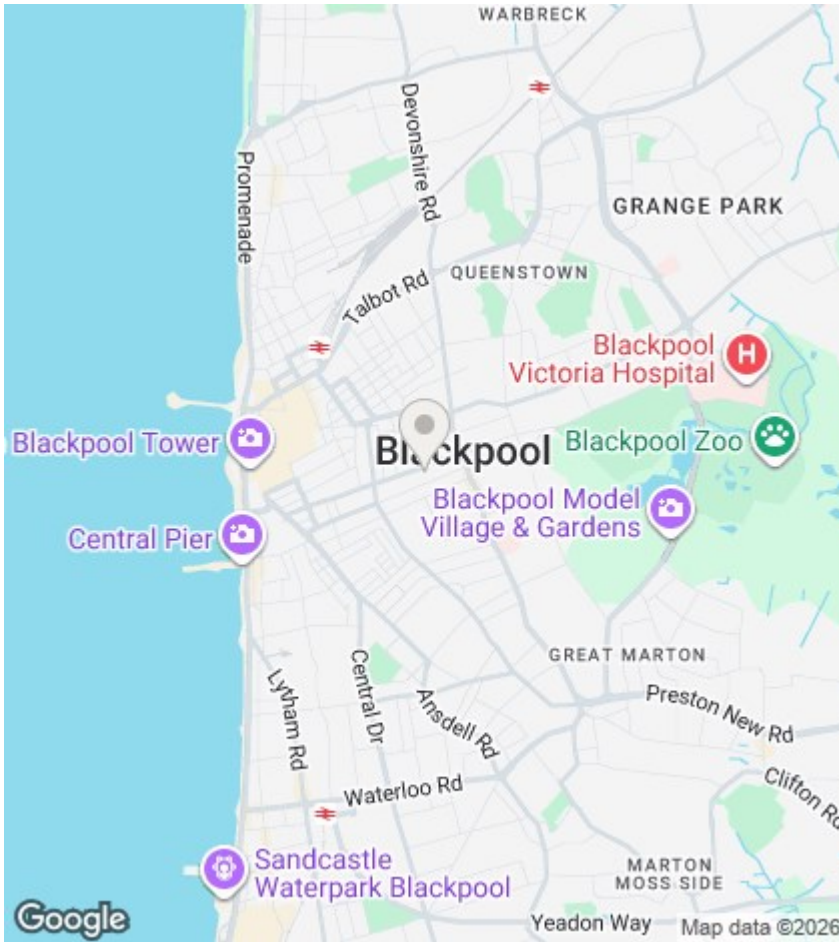 WARBRECK
Devonshire Rd
Promenade
GRANGE PARK
QUEENSTOWN
Talbot Rd
Blackpool
Victoria Hospital
H
Blackpool Tower
Blackpool
Blackpool Zoo
Blackpool Model
Village & Gardens
Central Pier
GREAT MARTON
Lytham Rd
Central Dr
Ansdell Rd
Preston New Rd
Waterloo Rd
Clifton Rd
Sandcastle
Waterpark Blackpool
MARTON
MOSS SIDE
Google
Yeadon Way
Map data ©2026